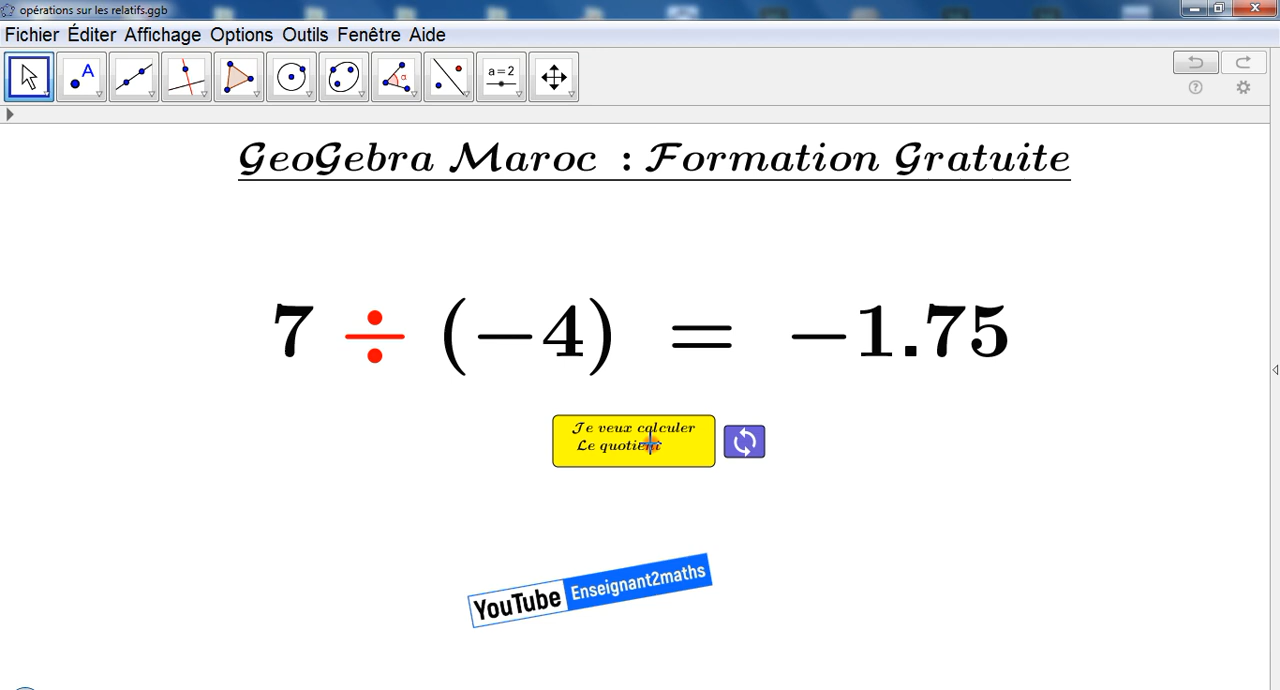 opérations sur les relatifs.ggb
Fichier Éditer Affichage Options Outils Fenêtre Aide
A
α
a=2
GeoGebra Maroc : Formation Gratuite
7 ÷ (−4) = −1.75
Je veux calculer
Le quotient
YouTube Enseignant2maths